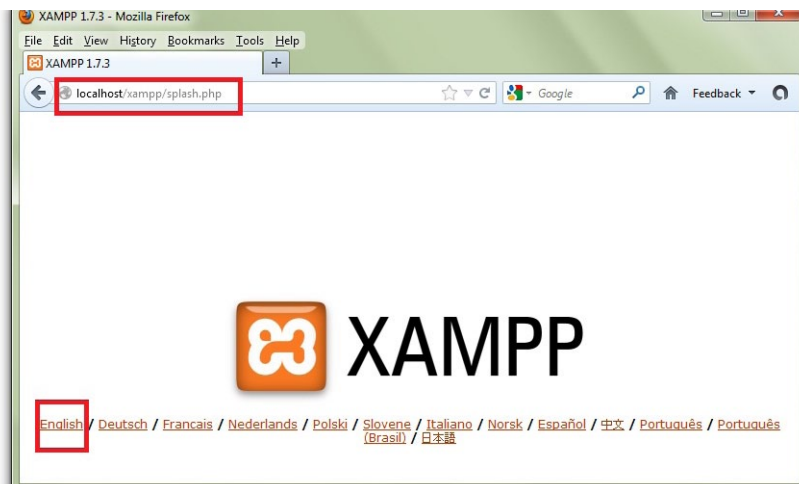 XAMPP 1.7.3 - Mozilla Firefox
File Edit View History Bookmarks Tools Help
XAMPP 1.7.3 +
localhost/xampp/splash.php Google Feedback
XAMPP
English / Deutsch / Francais / Nederlands / Polski / Slovene / Italiano / Norsk / Español / 中文 / Português / Português
(Brasil) / 日本語